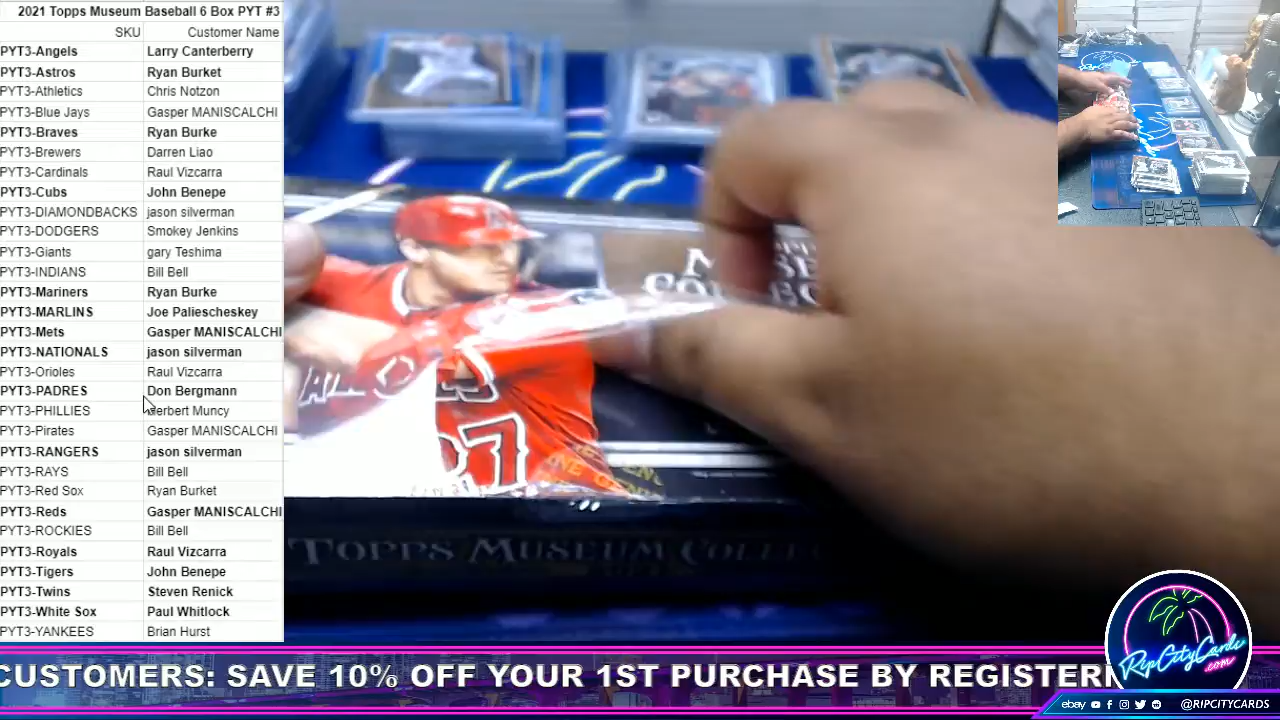 2021 Topps Museum Baseball 6 Box PYT #3
SKU Customer Name
PYT3-Angels Larry Canterberry
PYT3-Astros Ryan Burket
PYT3-Athletics Chris Notzon
PYT3-Blue Jays Gasper MANISCALCHI
PYT3-Braves Ryan Burke
PYT3-Brewers Darren Liao
PYT3-Cardinals Raul Vizcarra
PYT3-Cubs John Benepe
PYT3-DIAMONDBACKS jason silverman
PYT3-DODGERS Smokey Jenkins
PYT3-Giants gary Teshima
PYT3-INDIANS Bill Bell
PYT3-Mariners Ryan Burke
PYT3-MARLINS Joe Paliescheskey
PYT3-Mets Gasper MANISCALCHI
PYT3-NATIONALS jason silverman
PYT3-Orioles Raul Vizcarra
PYT3-PADRES Don Bergmann
PYT3-PHILLIES Herbert Muncy
PYT3-Pirates Gasper MANISCALCHI
PYT3-RANGERS jason silverman
PYT3-RAYS Bill Bell
PYT3-Red Sox Ryan Burket
PYT3-Reds Gasper MANISCALCHI
PYT3-ROCKIES Bill Bell
PYT3-Royals Raul Vizcarra
PYT3-Tigers John Benepe
PYT3-Twins Steven Renick
PYT3-White Sox Paul Whitlock
PYT3-YANKEES Brian Hurst
27
TOPPS MUSEUM COLLEC
RipCityCards
.com
CUSTOMERS: SAVE 10% OFF YOUR 1ST PURCHASE BY REGISTERI
ebay @RIPCITYCARDS